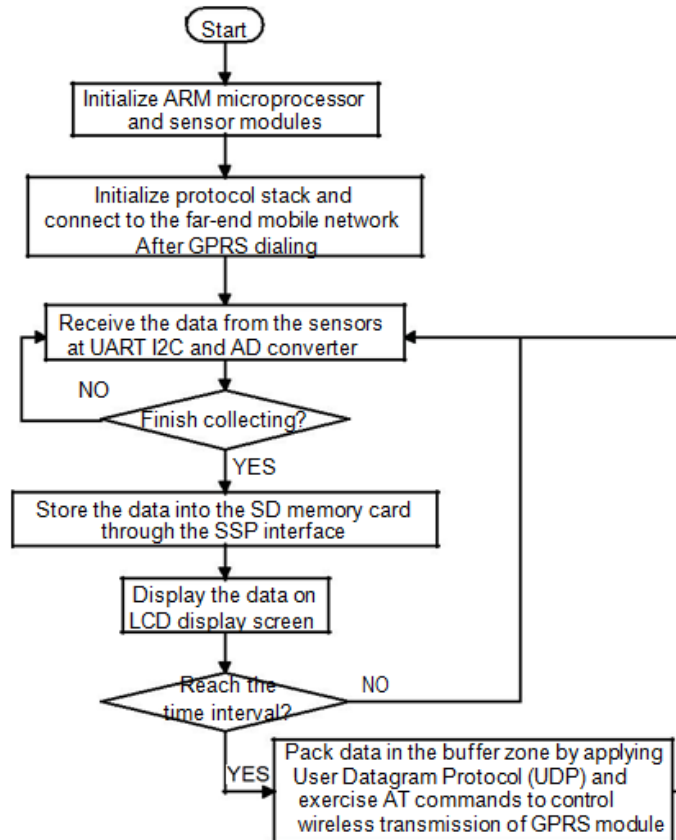 Start
Initialize ARM microprocessor
and sensor modules
Initialize protocol stack and
connect to the far-end mobile network
After GPRS dialing
Receive the data from the sensors
at UART I2C and AD converter
NO
Finish collecting?
YES
Store the data into the SD memory card
through the SSP interface
Display the data on
LCD display screen
Reach the
time interval?
NO
YES
Pack data in the buffer zone by applying
User Datagram Protocol (UDP) and
exercise AT commands to control
wireless transmission of GPRS module